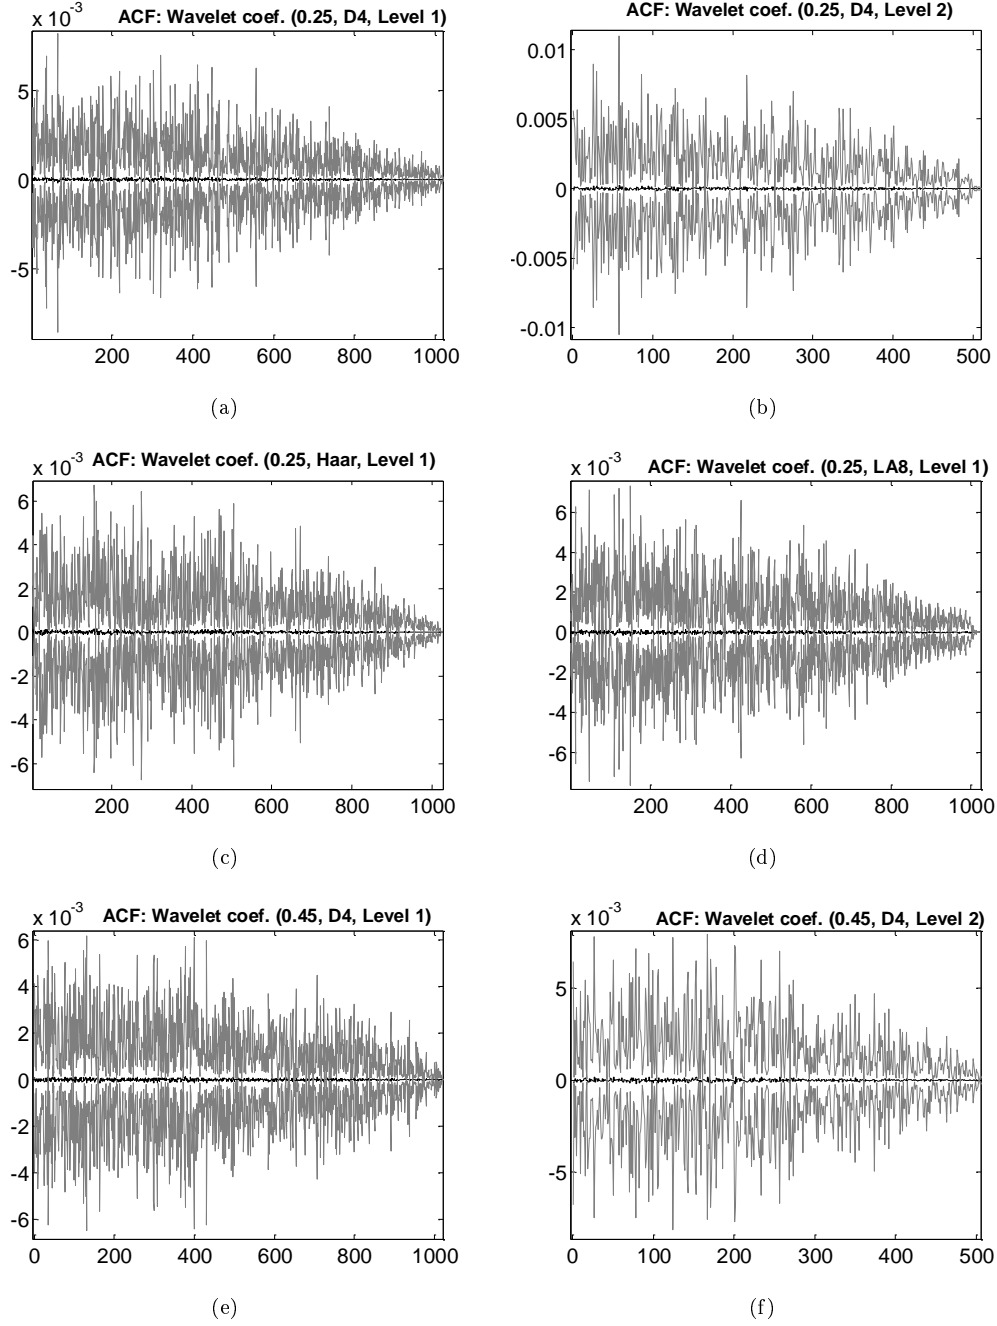 x 10-3 ACF: Wavelet coef. (0.25, D4, Level 1)
5
0
-5
200 400 600 800 1000
(a)
ACF: Wavelet coef. (0.25, D4, Level 2)
0.01
0.005
0
-0.005
-0.01
0 100 200 300 400 500
(b)
x 10-3 ACF: Wavelet coef. (0.25, Haar, Level 1)
6
4
2
0
-2
-4
-6
200 400 600 800 1000
(c)
x 10-3 ACF: Wavelet coef. (0.25, LA8, Level 1)
6
4
2
0
-2
-4
-6
200 400 600 800 1000
(d)
x 10-3 ACF: Wavelet coef. (0.45, D4, Level 1)
6
4
2
0
-2
-4
-6
0 200 400 600 800 1000
(e)
x 10-3 ACF: Wavelet coef. (0.45, D4, Level 2)
5
0
-5
0 100 200 300 400 500
(f)